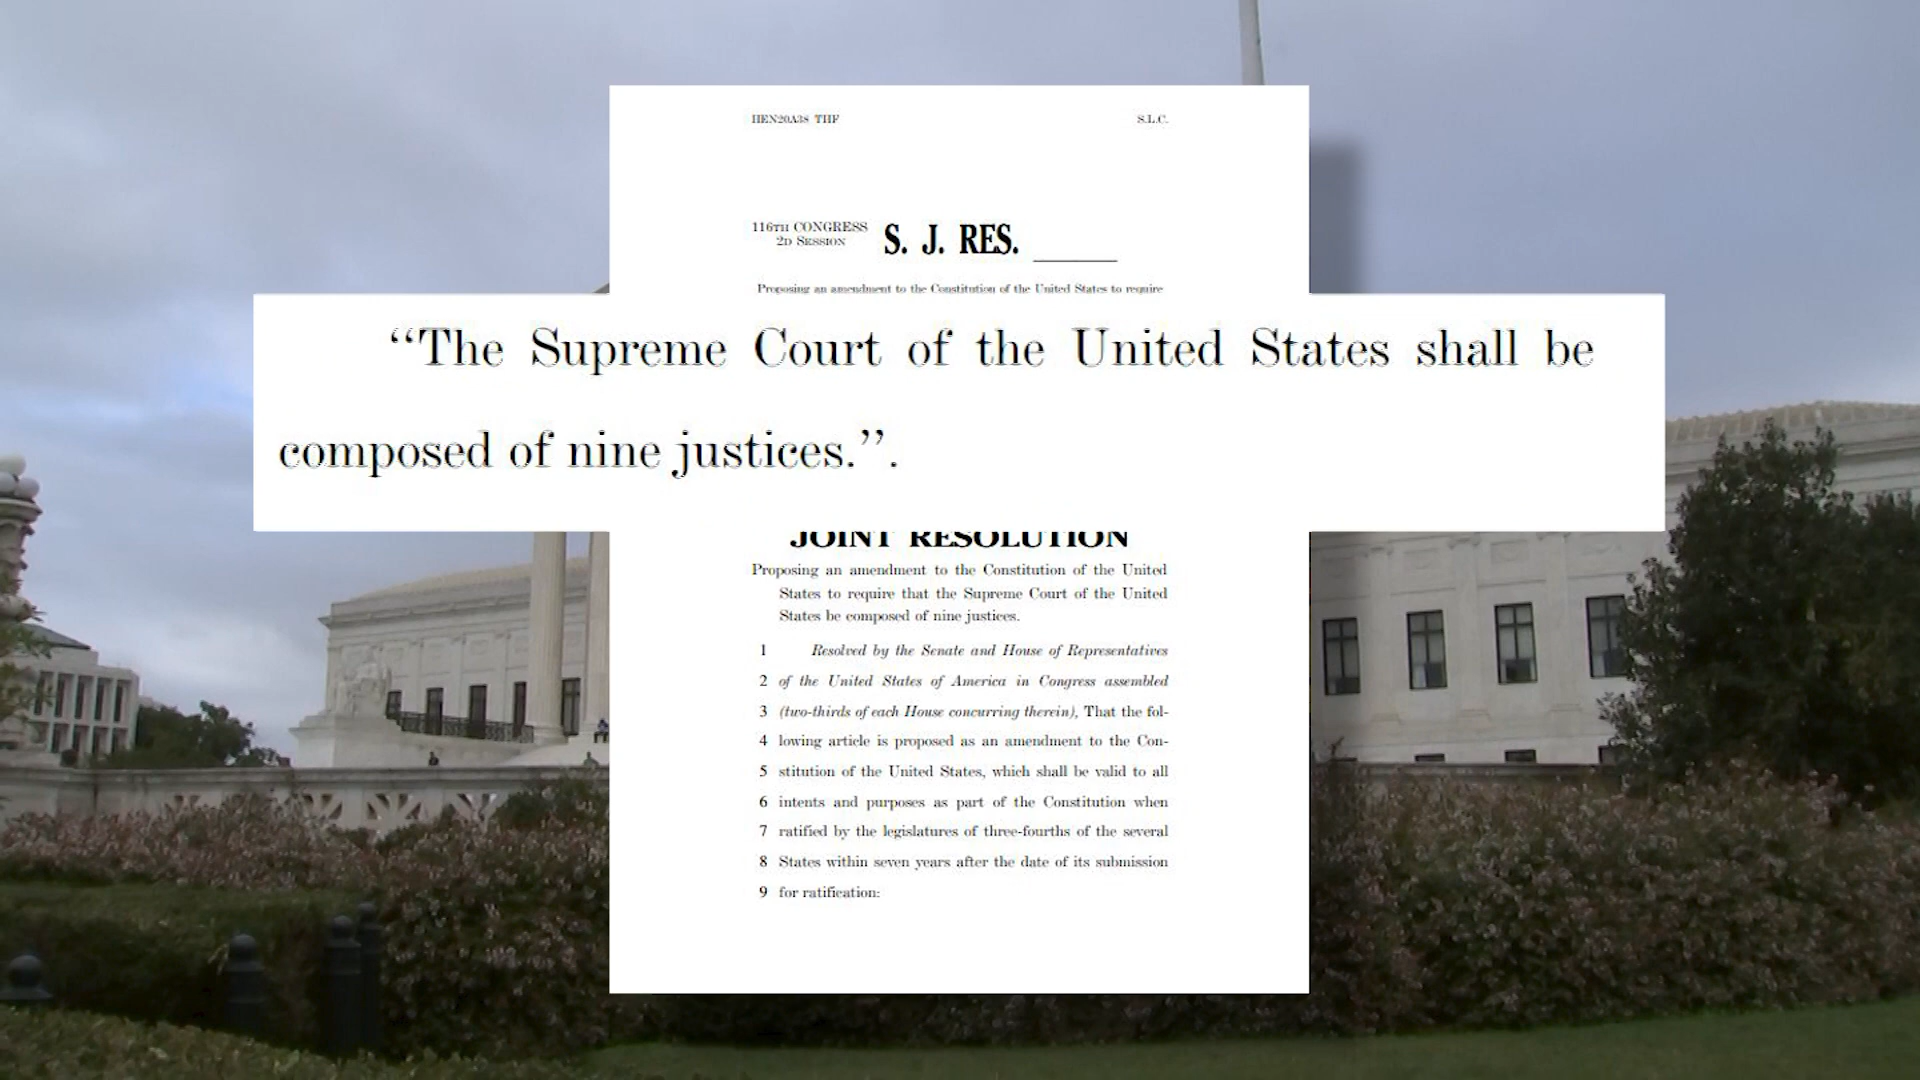 HEN20A38 THF S.L.C.
116TH CONGRESS
2D SESSION
S. J. RES. ______
Proposing an amendment to the Constitution of the United States to require
“The Supreme Court of the United States shall be
composed of nine justices.”.
JOINT RESOLUTION
Proposing an amendment to the Constitution of the United
States to require that the Supreme Court of the United
States be composed of nine justices.
1 Resolved by the Senate and House of Representatives
2 of the United States of America in Congress assembled
3 (two-thirds of each House concurring therein), That the fol-
4 lowing article is proposed as an amendment to the Con-
5 stitution of the United States, which shall be valid to all
6 intents and purposes as part of the Constitution when
7 ratified by the legislatures of three-fourths of the several
8 States within seven years after the date of its submission
9 for ratification: